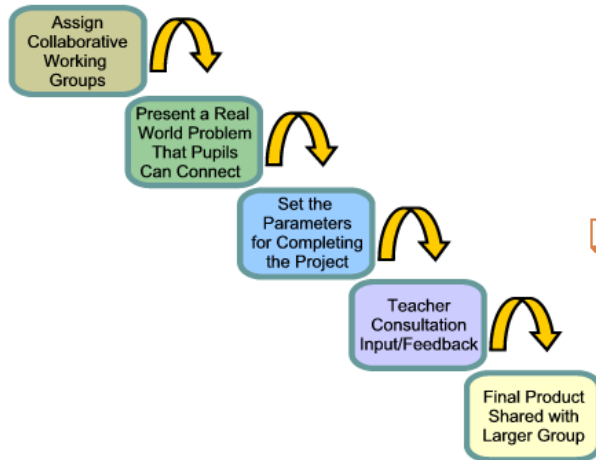 Assign
Collaborative
Working
Groups
Present a Real
World Problem
That Pupils
Can Connect
Set the
Parameters
for Completing
the Project
Teacher
Consultation
Input/Feedback
Final Product
Shared with
Larger Group